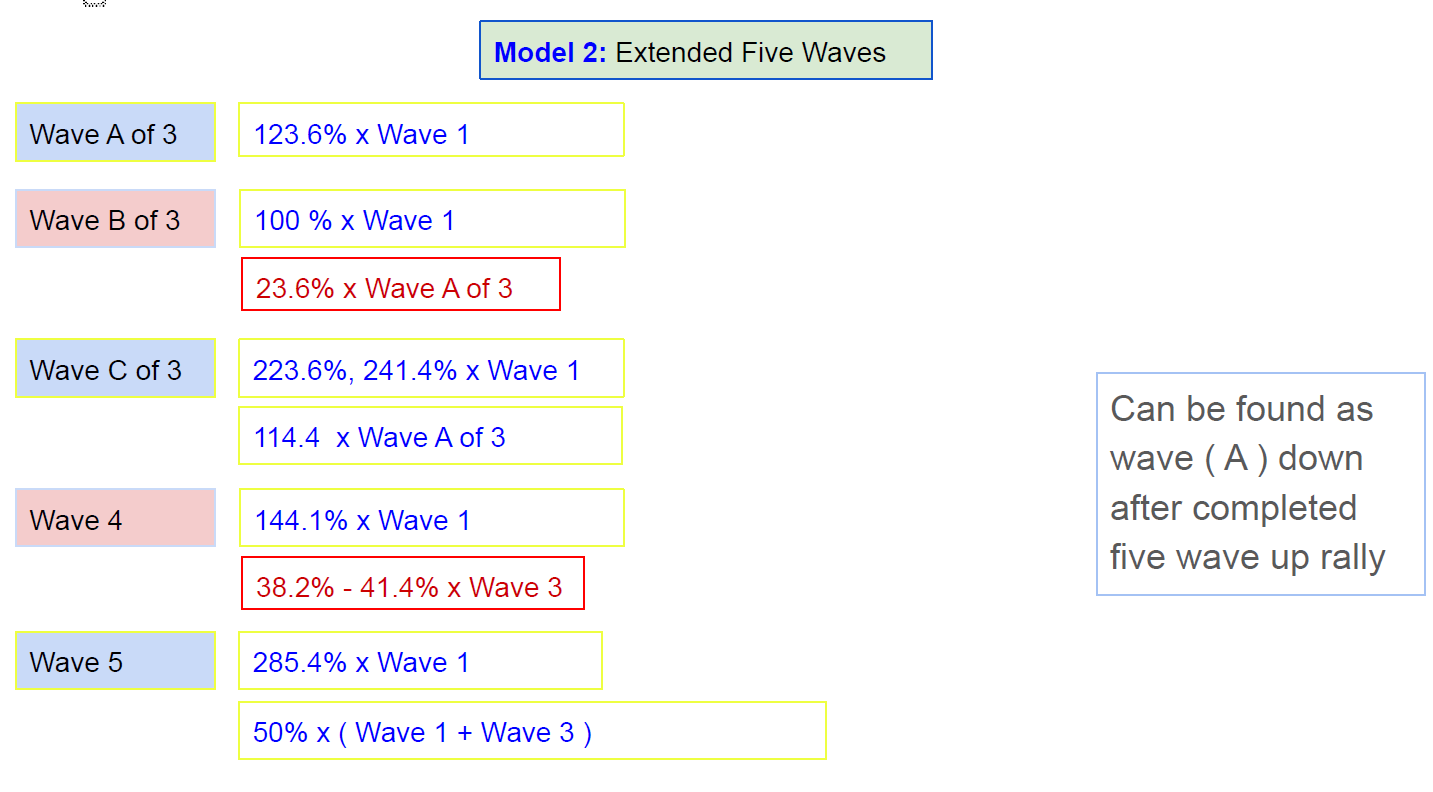 Model 2: Extended Five Waves
Wave A of 3
123.6% x Wave 1
Wave B of 3
100 % x Wave 1
23.6% x Wave A of 3
Wave C of 3
223.6%, 241.4% x Wave 1
114.4  x Wave A of 3
Wave 4
144.1% x Wave 1
38.2% - 41.4% x Wave 3
Wave 5
285.4% x Wave 1
50% x ( Wave 1 + Wave 3 )
Can be found as
wave ( A ) down
after completed
five wave up rally